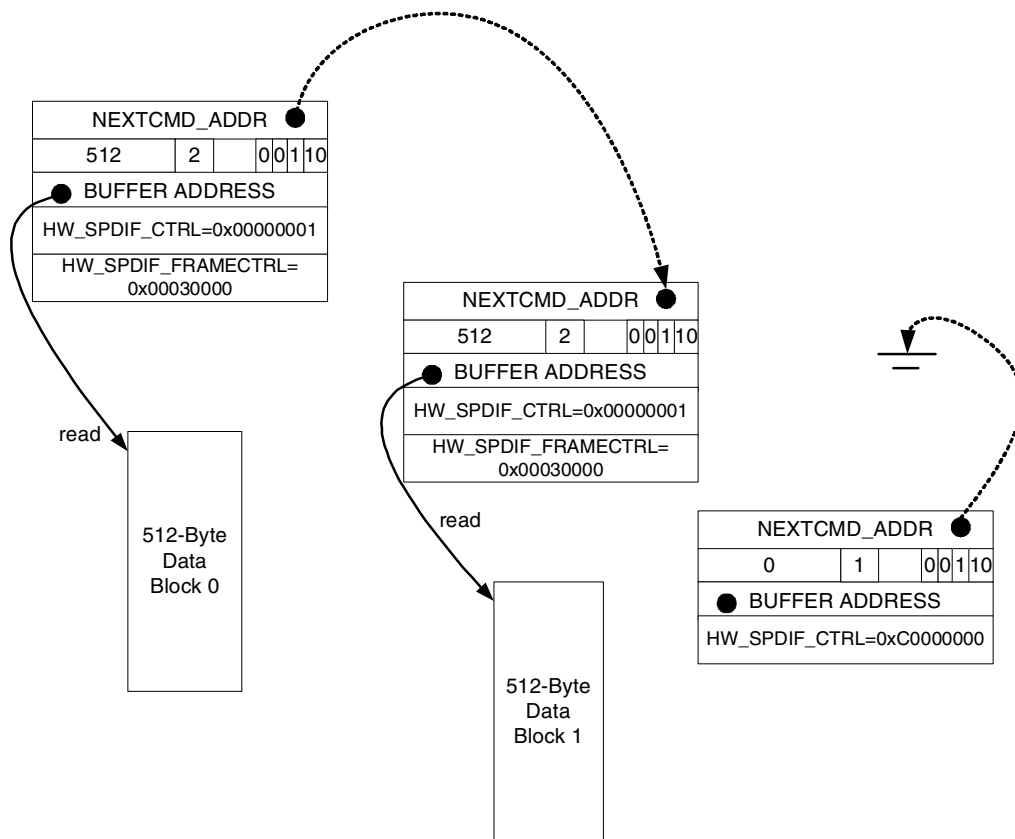 NEXTCMD_ADDR
512 2 0 0 1 10
BUFFER ADDRESS
HW_SPDIF_CTRL=0x00000001
HW_SPDIF_FRAMECTRL=
0x00030000
read
512-Byte
Data
Block 0
NEXTCMD_ADDR
512 2 0 0 1 10
BUFFER ADDRESS
HW_SPDIF_CTRL=0x00000001
HW_SPDIF_FRAMECTRL=
0x00030000
read
512-Byte
Data
Block 1
NEXTCMD_ADDR
0 1 0 0 1 10
BUFFER ADDRESS
HW_SPDIF_CTRL=0xC0000000